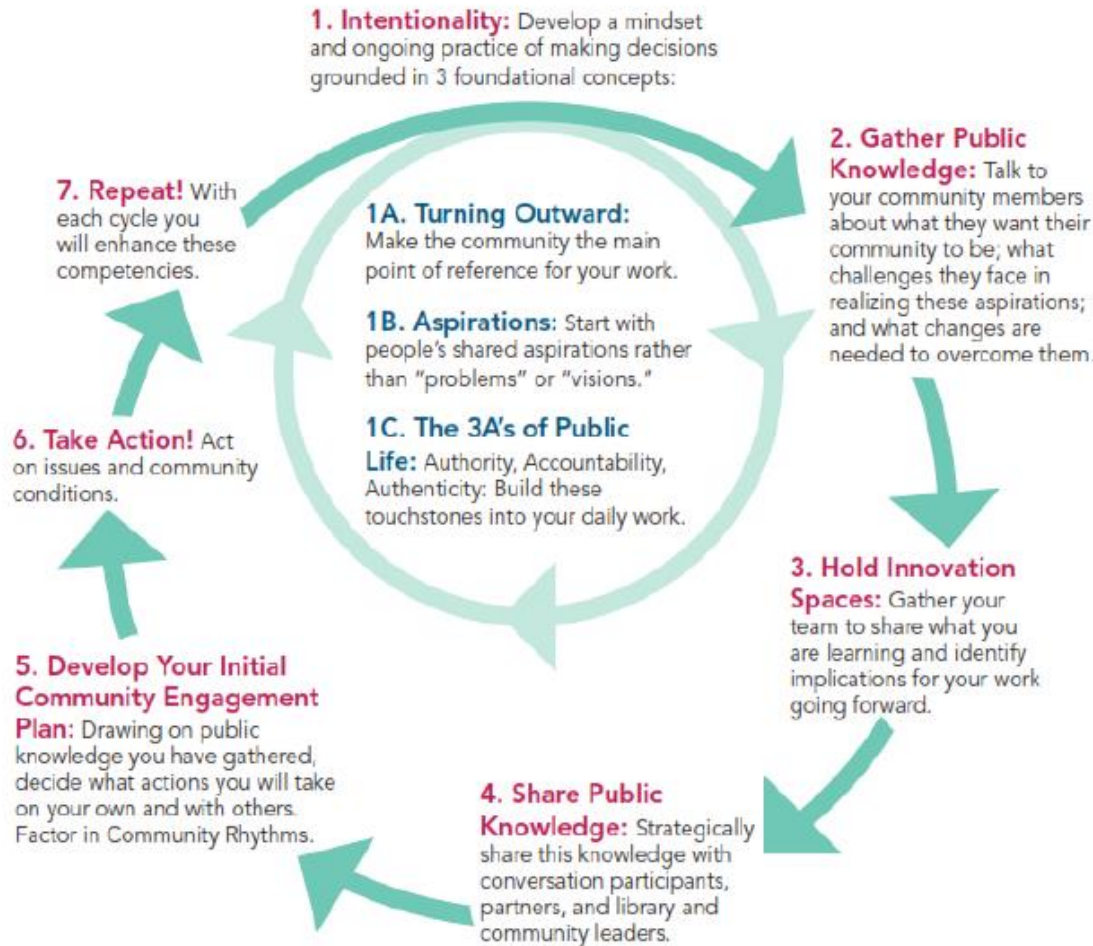 1. Intentionality: Develop a mindset
and ongoing practice of making decisions
grounded in 3 foundational concepts:
2. Gather Public
Knowledge: Talk to
your community members
about what they want their
community to be; what
challenges they face in
realizing these aspirations;
and what changes are
needed to overcome them.
3. Hold Innovation
Spaces: Gather your
team to share what you
are learning and identify
implications for your work
going forward.
4. Share Public
Knowledge: Strategically
share this knowledge with
conversation participants,
partners, and library and
community leaders.
5. Develop Your Initial
Community Engagement
Plan: Drawing on public
knowledge you have gathered,
decide what actions you will take
on your own and with others.
Factor in Community Rhythms.
6. Take Action! Act
on issues and community
conditions.
7. Repeat! With
each cycle you
will enhance these
competencies.
1A. Turning Outward:
Make the community the main
point of reference for your work.
1B. Aspirations: Start with
people's shared aspirations rather
than "problems" or "visions."
1C. The 3A's of Public
Life: Authority, Accountability,
Authenticity: Build these
touchstones into your daily work.